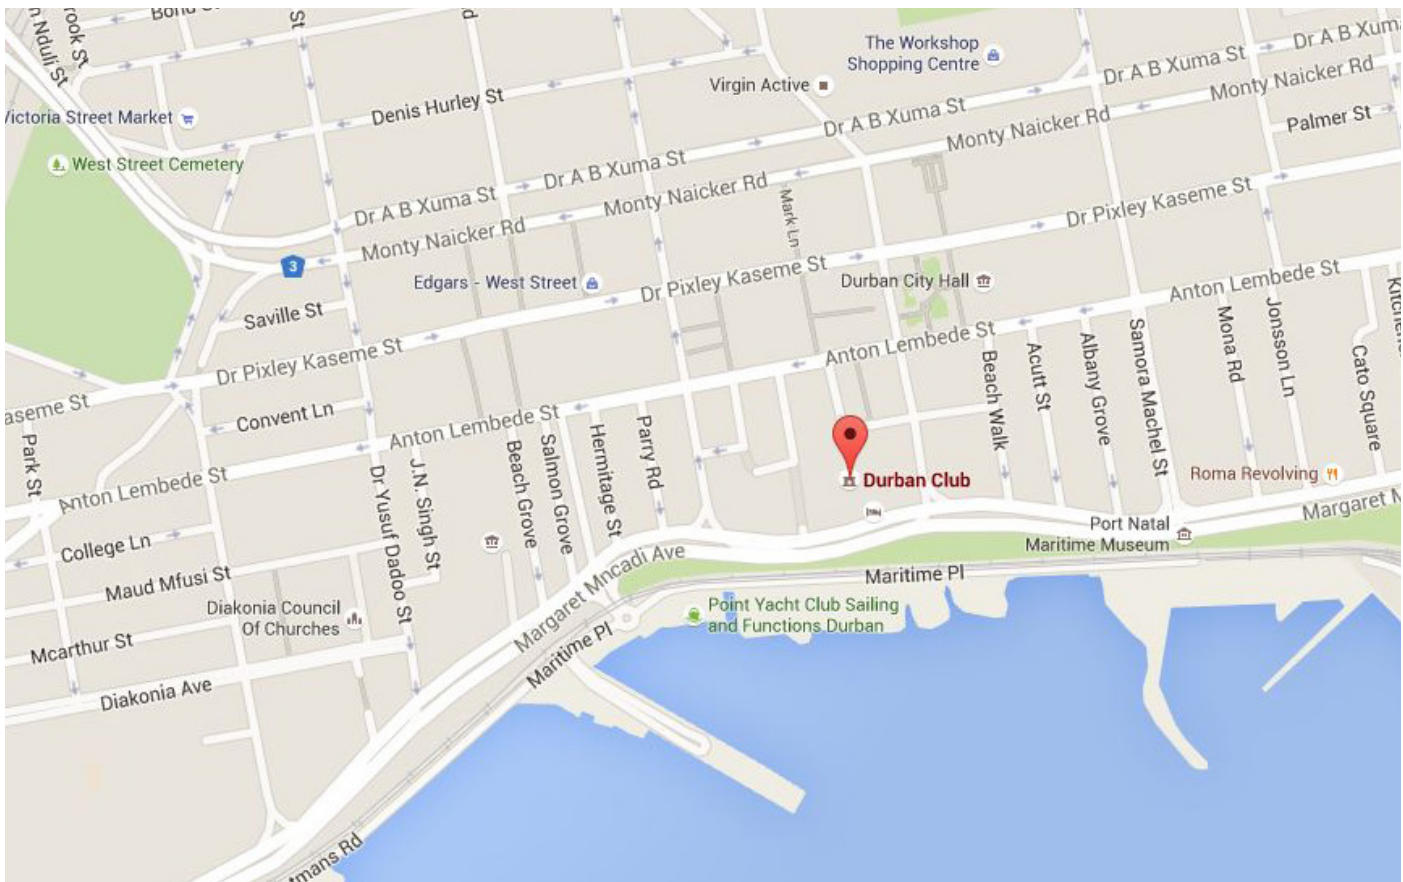 Bond St
rook St
n Nduli St
St
rd
The Workshop
Shopping Centre
Dr A B Xuma
Dr A B Xuma St
Virgin Active
Monty Naicker Rd
Denis Hurley St
Victoria Street Market
Dr A B Xuma St
Palmer St
Monty Naicker Rd
West Street Cemetery
Dr A B Xuma St
Monty Naicker Rd
Dr A B Xuma St
Mark Ln
Dr Pixley Kaseme St
Monty Naicker Rd
3
Edgars - West Street
Dr Pixley Kaseme St
Durban City Hall
Anton Lembede St
Saville St
Kitchene
Jonsson Ln
Mona Rd
Samora Machel St
Albany Grove
Acutt St
Beach Walk
Cato Square
Anton Lembede St
Dr Pixley Kaseme St
aseme St
Convent Ln
Anton Lembede St
Park St
Parry Rd
Hermitage St
Salmon Grove
Beach Grove
J.N. Singh St
Dr Yusuf Dadoo St
Durban Club
Roma Revolving
Anton Lembede St
Margaret M
College Ln
Port Natal
Maritime Museum
Margaret Mncadi Ave
Maud Mfusi St
Maritime Pl
Diakonia Council
Of Churches
Point Yacht Club Sailing
and Functions Durban
Margaret Mncadi Ave
Mcarthur St
Maritime Pl
Diakonia Ave
tmans Rd